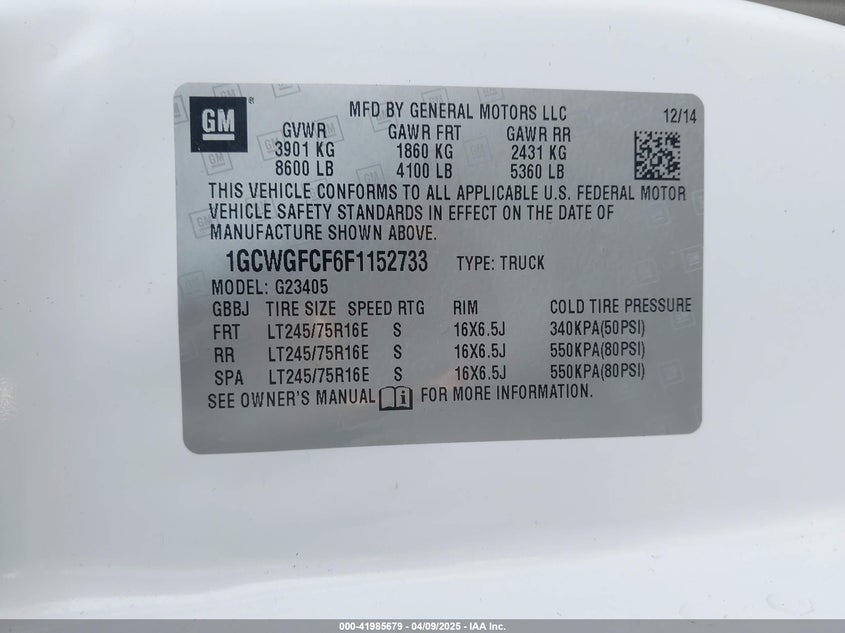 GM
MFD BY GENERAL MOTORS LLC 12/14
GVWR GAWR FRT GAWR RR
3901 KG 1860 KG 2431 KG
8600 LB 4100 LB 5360 LB
THIS VEHICLE CONFORMS TO ALL APPLICABLE U.S. FEDERAL MOTOR
VEHICLE SAFETY STANDARDS IN EFFECT ON THE DATE OF
MANUFACTURE SHOWN ABOVE.
1GCWGFCF6F1152733 TYPE: TRUCK
MODEL: G23405
GBBJ TIRE SIZE SPEED RTG RIM COLD TIRE PRESSURE
FRT LT245/75R16E S 16X6.5J 340KPA(50PSI)
RR LT245/75R16E S 16X6.5J 550KPA(80PSI)
SPA LT245/75R16E S 16X6.5J 550KPA(80PSI)
SEE OWNER'S MANUAL i FOR MORE INFORMATION.
000-41985679 / 04/09/2025 - IAA Inc.